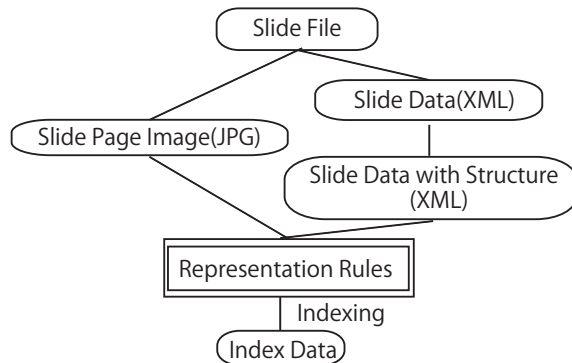 Slide File
Slide Data(XML)
Slide Page Image(JPG)
Slide Data with Structure
(XML)
Representation Rules
Indexing
Index Data